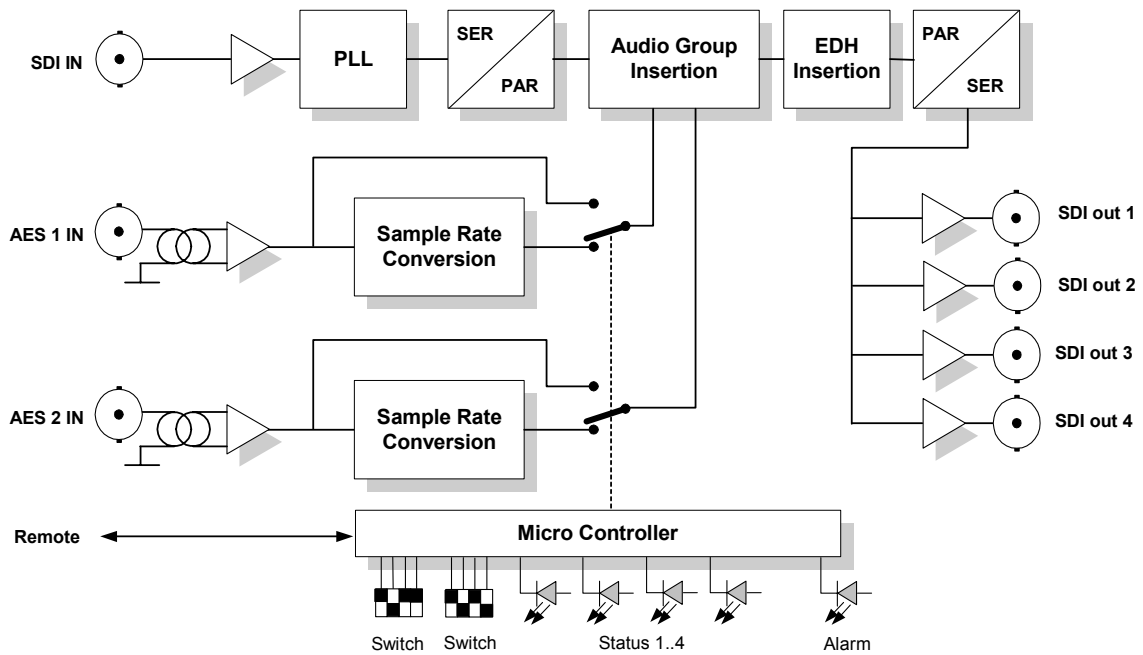 SDI IN
PLL
SER
PAR
Audio Group
Insertion
EDH
Insertion
PAR
SER
AES 1 IN
Sample Rate
Conversion
SDI out 1
SDI out 2
SDI out 3
SDI out 4
AES 2 IN
Sample Rate
Conversion
Remote
Micro Controller
Switch
Switch
Status 1..4
Alarm